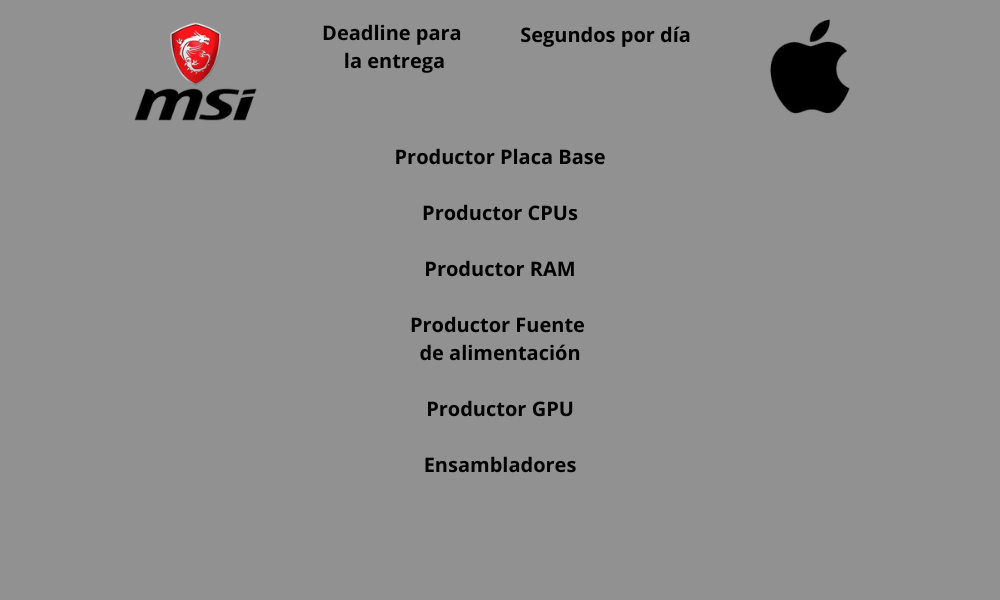 Deadline para
la entrega
Segundos por día
msi
Productor Placa Base
Productor CPUs
Productor RAM
Productor Fuente
de alimentación
Productor GPU
Ensambladores